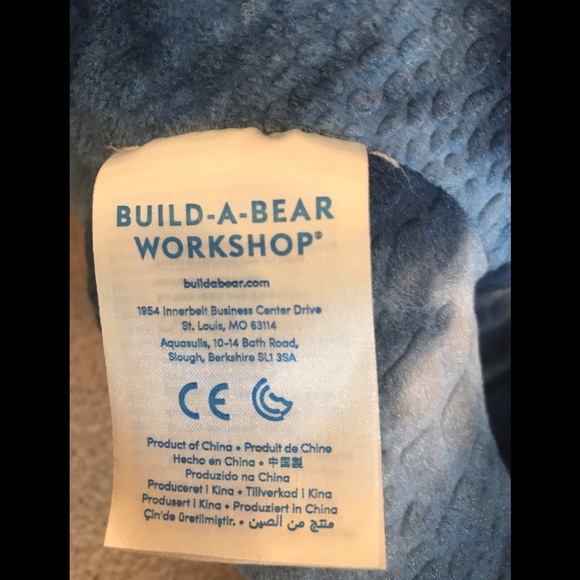 BUILD-A-BEAR
WORKSHOP®
buildabear.com
1954 Innerbelt Business Center Drive
St. Louis, MO 63114
Aquasulis, 10-14 Bath Road,
Slough, Berkshire SL1 3SA
CE
Product of China • Produit de Chine
Hecho en China • 中国製
Produzido na China
Produceret i Kina • Tillverkad i Kina
Produsert i Kina • Produziert in China
Çin'de üretilmiştir. • منتج من الصين